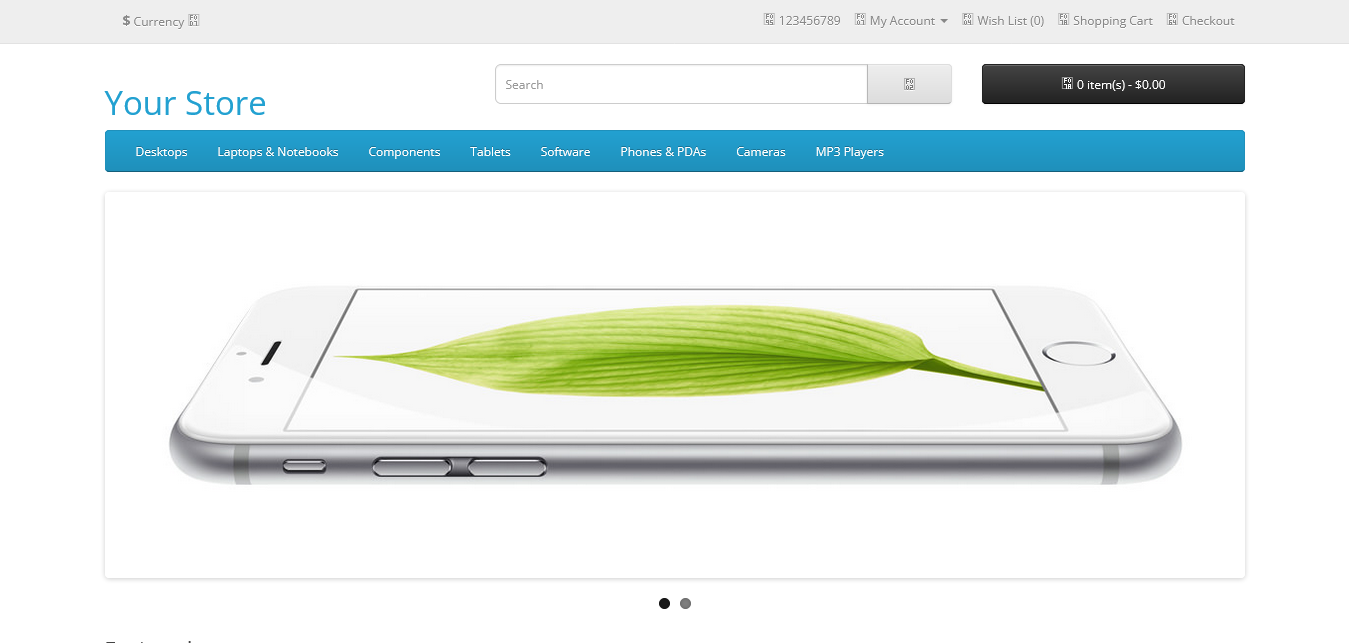 $ Currency
123456789 My Account Wish List (0) Shopping Cart Checkout
Your Store
Search
0 item(s) - $0.00
Desktops Laptops & Notebooks Components Tablets Software Phones & PDAs Cameras MP3 Players